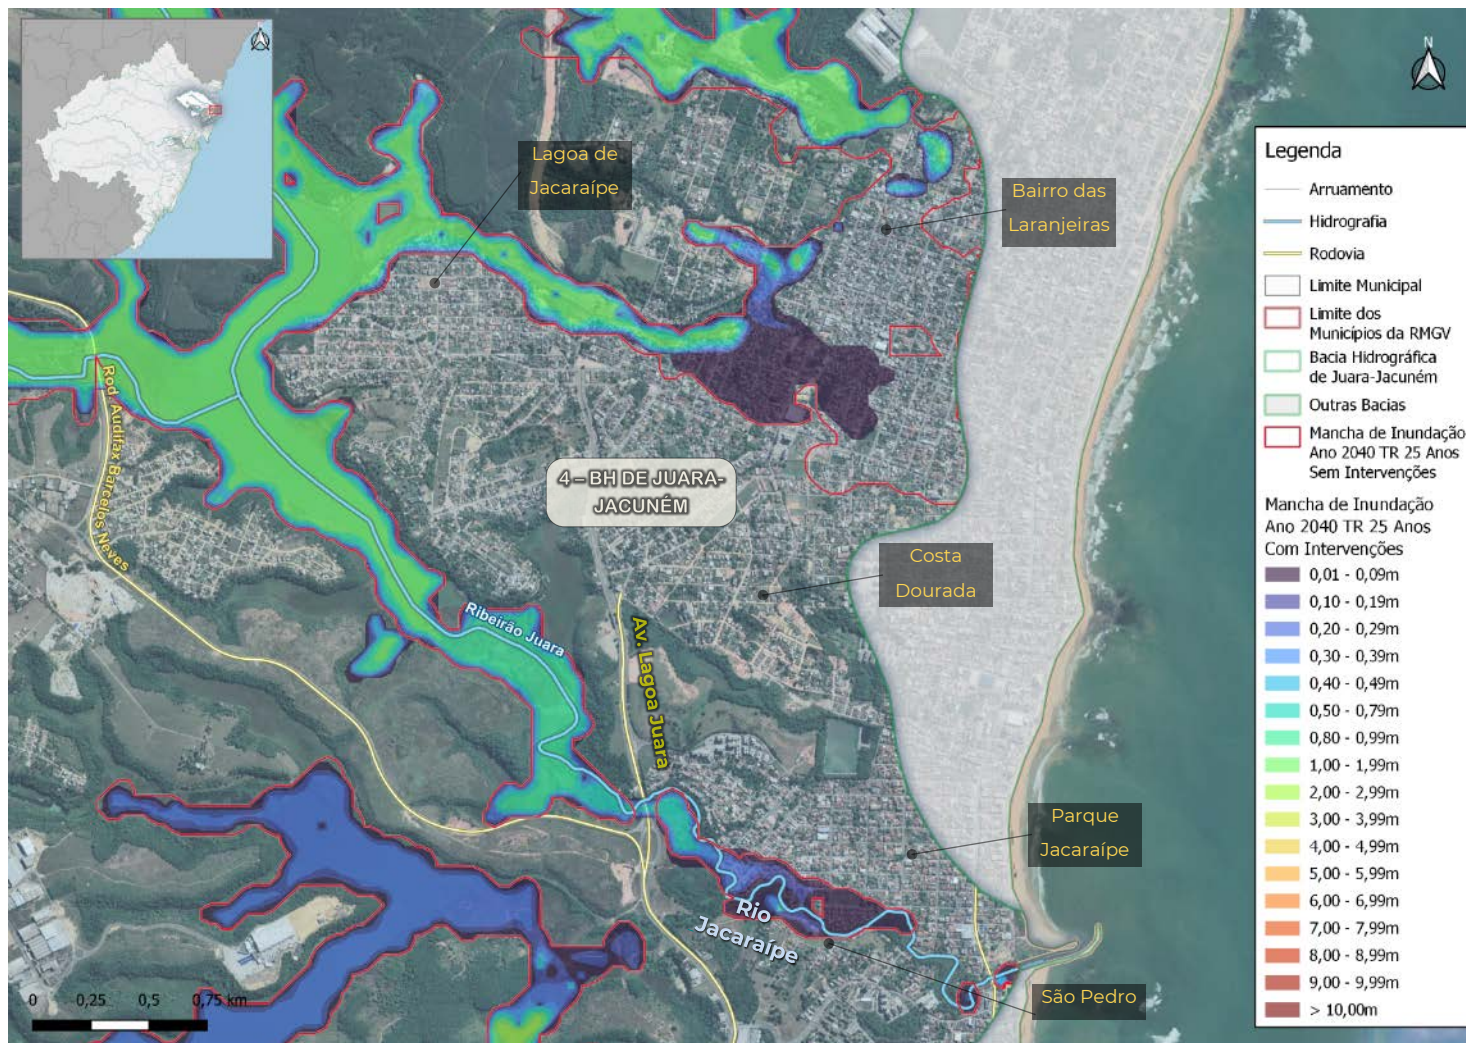 N
Lagoa de
Jacaraípe
Bairro das
Laranjeiras
Rod. Audifax Barcelos Neves
4 – BH DE JUARA-
JACUNÉM
Costa
Dourada
Ribeirão Juara
Av. Lagoa Juara
Parque
Jacaraípe
Rio
Jacaraípe
São Pedro
0 0,25 0,5 0,75 km
Legenda
Arruamento
Hidrografia
Rodovia
Limite Municipal
Limite dos
Municípios da RMGV
Bacia Hidrográfica
de Juara-Jacuném
Outras Bacias
Mancha de Inundação
Ano 2040 TR 25 Anos
Sem Intervenções
Mancha de Inundação
Ano 2040 TR 25 Anos
Com Intervenções
0,01 - 0,09m
0,10 - 0,19m
0,20 - 0,29m
0,30 - 0,39m
0,40 - 0,49m
0,50 - 0,79m
0,80 - 0,99m
1,00 - 1,99m
2,00 - 2,99m
3,00 - 3,99m
4,00 - 4,99m
5,00 - 5,99m
6,00 - 6,99m
7,00 - 7,99m
8,00 - 8,99m
9,00 - 9,99m
> 10,00m